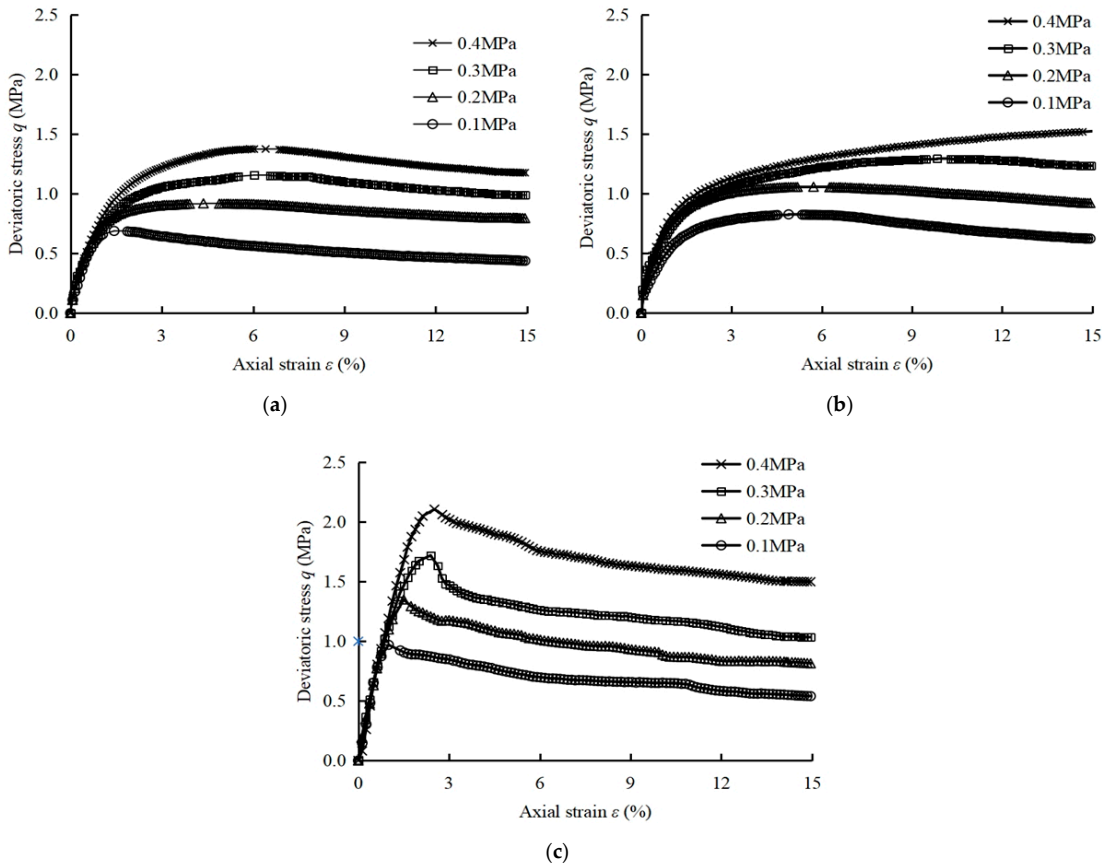 2.5
2.0
1.5
1.0
0.5
0.0
Deviatoric stress q (MPa)
0 3 6 9 12 15
Axial strain ε (%)
0.4MPa
0.3MPa
0.2MPa
0.1MPa
(a)
2.5
2.0
1.5
1.0
0.5
0.0
Deviatoric stress q (MPa)
0 3 6 9 12 15
Axial strain ε (%)
0.4MPa
0.3MPa
0.2MPa
0.1MPa
(b)
2.5
2.0
1.5
1.0
0.5
0.0
Deviatoric stress q (MPa)
0 3 6 9 12 15
Axial strain ε (%)
0.4MPa
0.3MPa
0.2MPa
0.1MPa
(c)